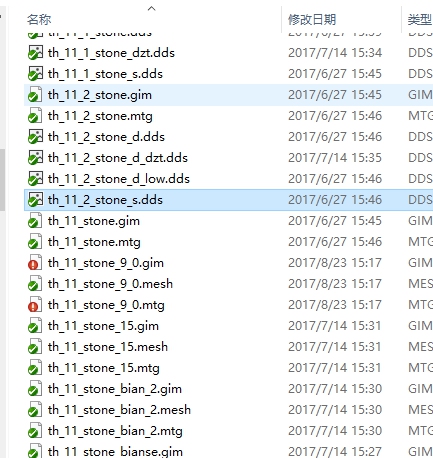 名称 修改日期 类型
th_11_1_stone.dds 2017/6/27 15:45 DDS
th_11_1_stone_dzt.dds 2017/7/14 15:34 DDS
th_11_1_stone_s.dds 2017/6/27 15:45 DDS
th_11_2_stone.gim 2017/6/27 15:45 GIM
th_11_2_stone.mtg 2017/6/27 15:46 MTG
th_11_2_stone_d.dds 2017/6/27 15:46 DDS
th_11_2_stone_d_dzt.dds 2017/7/14 15:35 DDS
th_11_2_stone_d_low.dds 2017/6/27 15:46 DDS
th_11_2_stone_s.dds 2017/6/27 15:46 DDS
th_11_stone.gim 2017/6/27 15:45 GIM
th_11_stone.mtg 2017/6/27 15:46 MTG
th_11_stone_9_0.gim 2017/8/23 15:17 GIM
th_11_stone_9_0.mesh 2017/8/23 15:17 MES
th_11_stone_9_0.mtg 2017/8/23 15:17 MTG
th_11_stone_15.gim 2017/7/14 15:31 GIM
th_11_stone_15.mesh 2017/7/14 15:31 MES
th_11_stone_15.mtg 2017/7/14 15:31 MTG
th_11_stone_bian_2.gim 2017/7/14 15:30 GIM
th_11_stone_bian_2.mesh 2017/7/14 15:30 MES
th_11_stone_bian_2.mtg 2017/7/14 15:30 MTG
th_11_stone_bianse.gim 2017/7/14 15:27 GIM